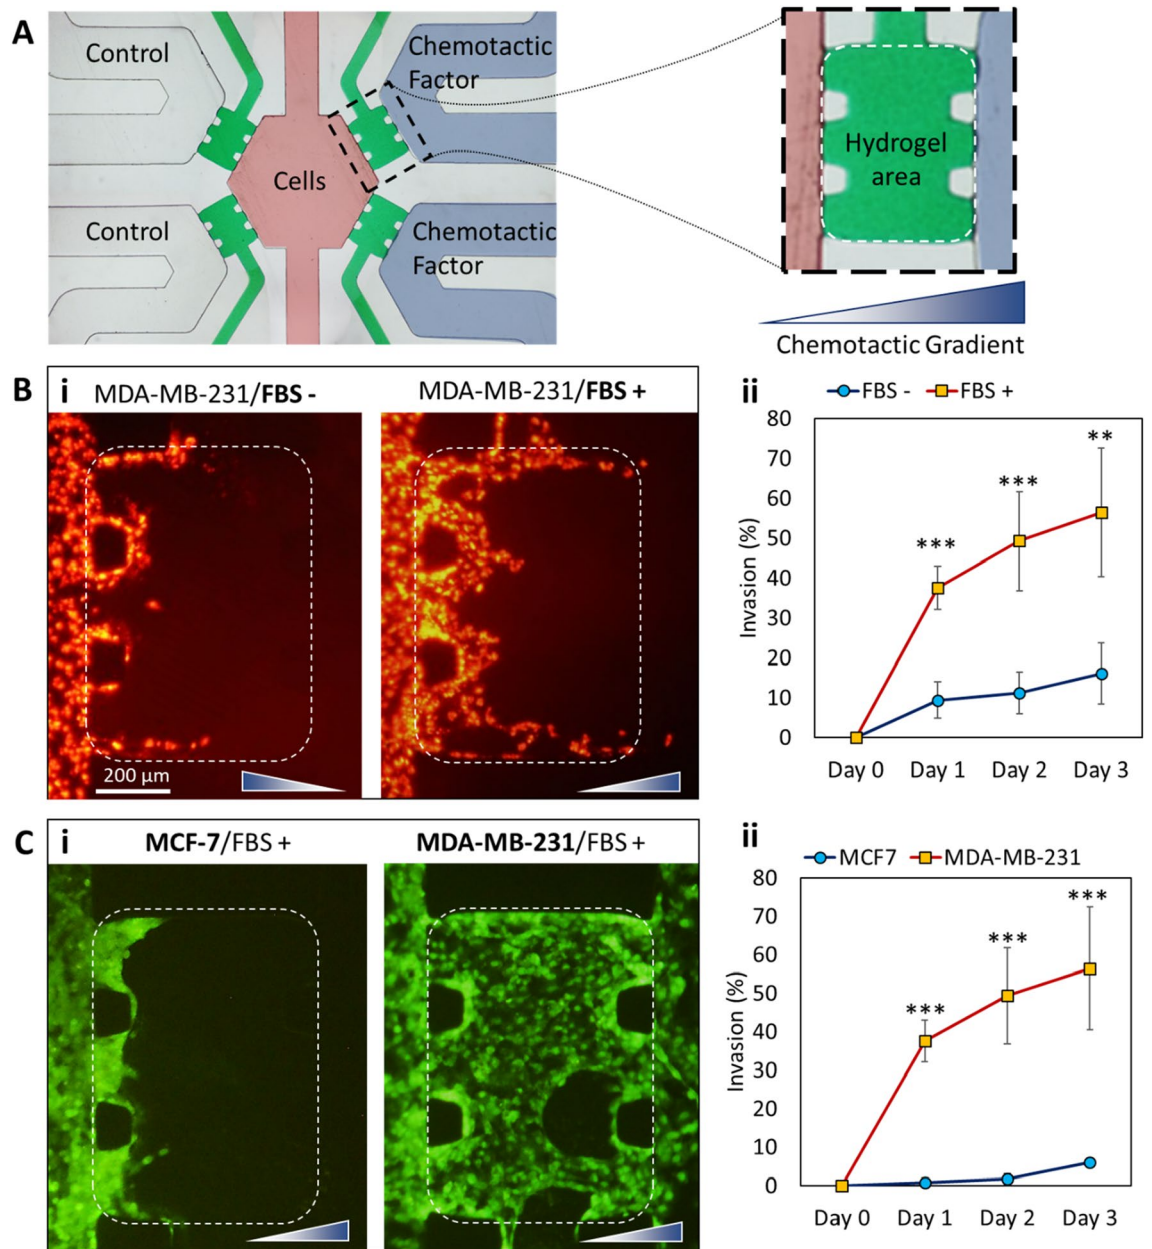 A
Control
Chemotactic
Factor
Cells
Control
Chemotactic
Factor
Hydrogel
area
Chemotactic Gradient
B
i
MDA-MB-231/FBS -
MDA-MB-231/FBS +
200 µm
ii
FBS -
FBS +
80
70
60
50
40
30
20
10
0
Invasion (%)
***
***
**
Day 0
Day 1
Day 2
Day 3
C
i
MCF-7/FBS +
MDA-MB-231/FBS +
ii
MCF7
MDA-MB-231
80
70
60
50
40
30
20
10
0
Invasion (%)
***
***
***
Day 0
Day 1
Day 2
Day 3